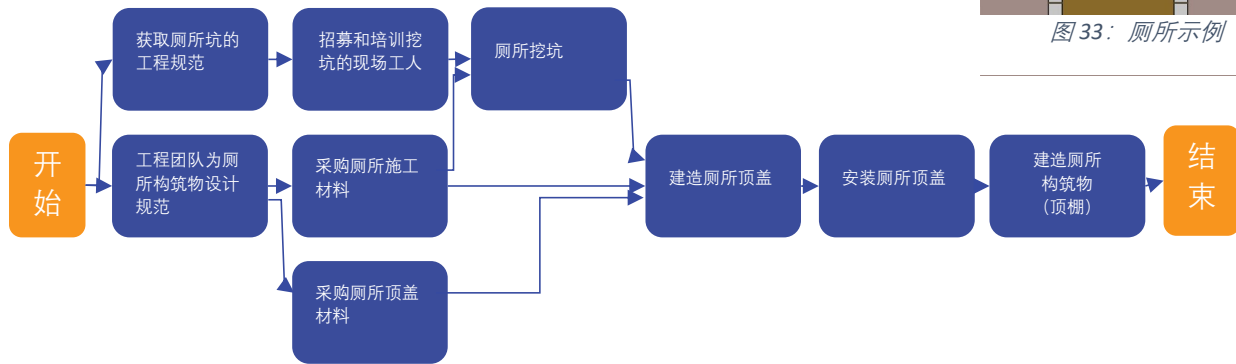 图 33：厕所示例
获取厕所坑的
工程规范
招募和培训挖
坑的现场工人
厕所挖坑
开
始
工程团队为厕
所构筑物设计
规范
采购厕所施工
材料
建造厕所顶盖
安装厕所顶盖
建造厕所
构筑物
（顶棚）
结
束
采购厕所顶盖
材料